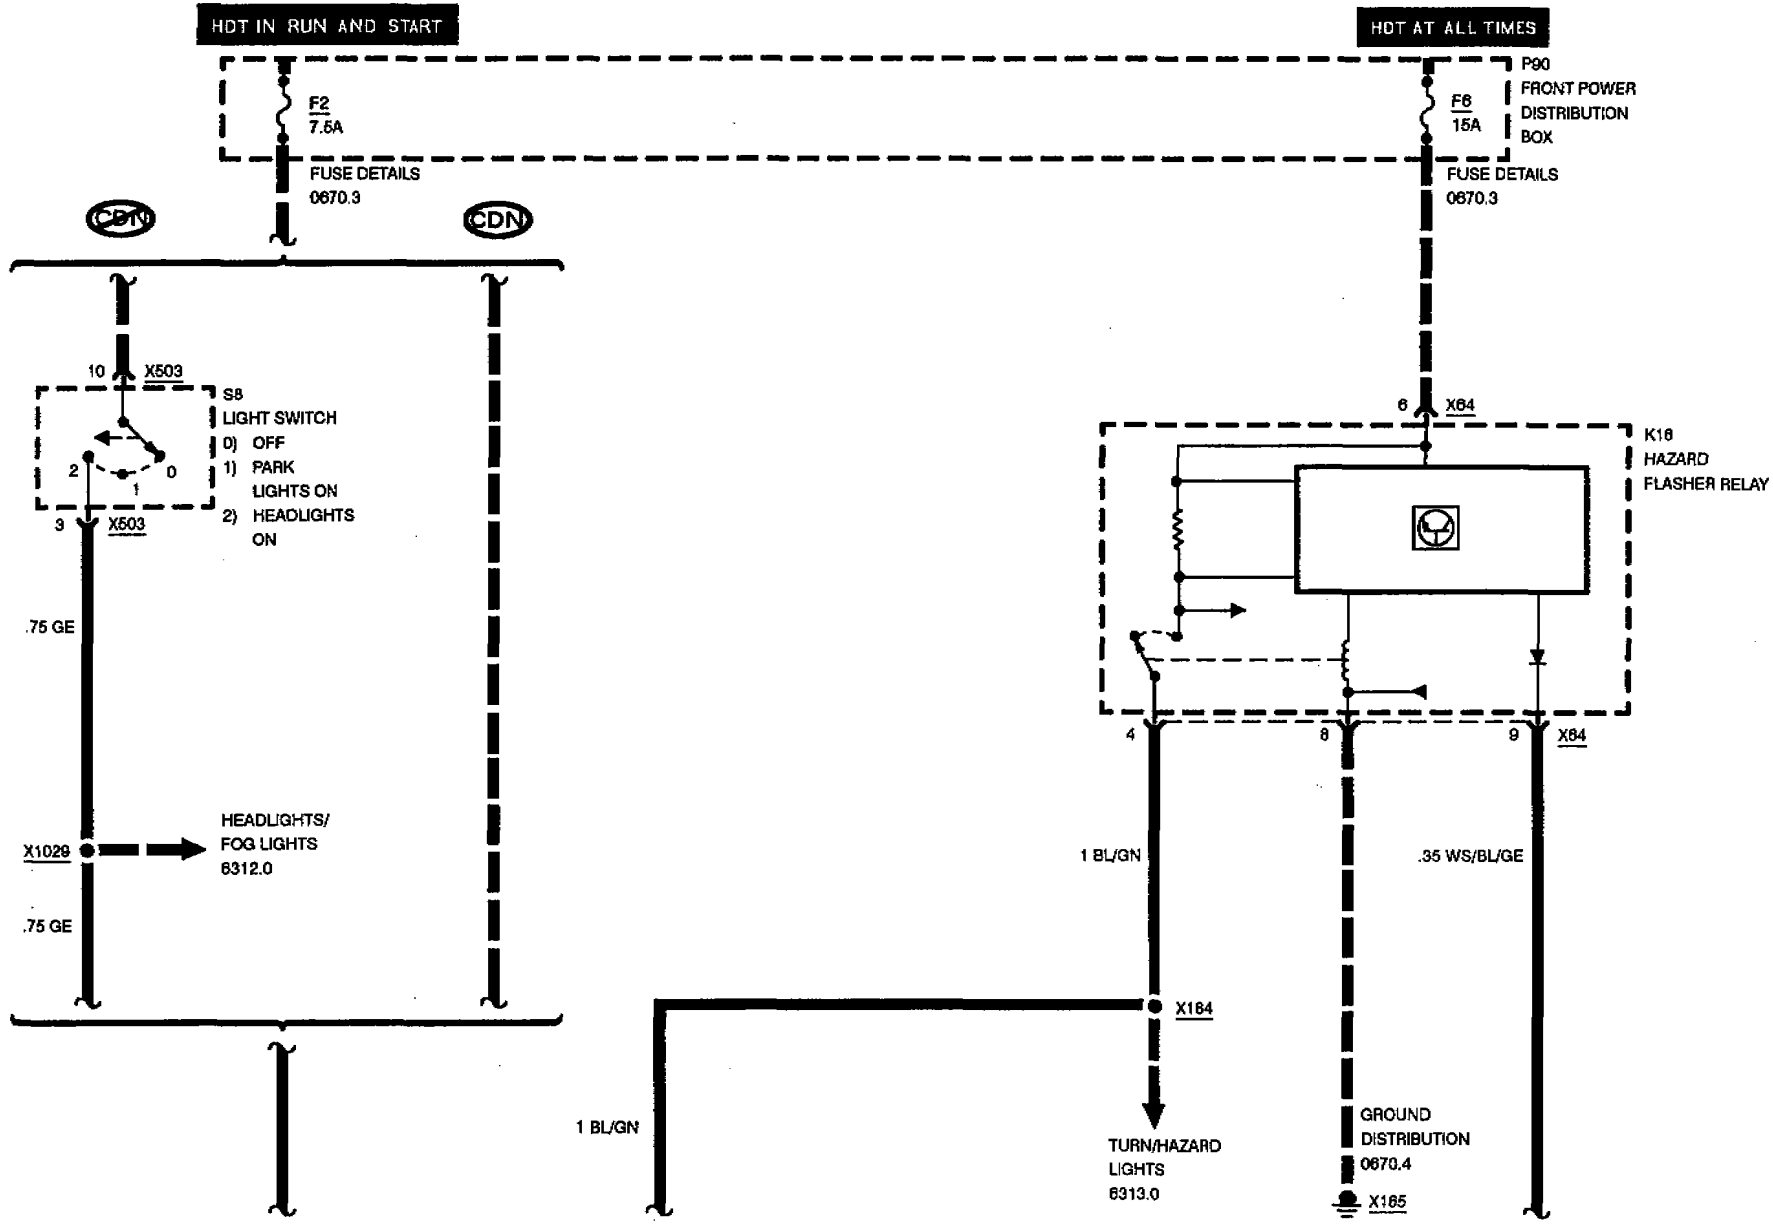 HOT IN RUN AND START
HOT AT ALL TIMES
P90
FRONT POWER
DISTRIBUTION
BOX
F2
7.5A
F6
15A
FUSE DETAILS
0670.3
FUSE DETAILS
0670.3
CDN
CDN
10
X503
S8
LIGHT SWITCH
0) OFF
1) PARK
LIGHTS ON
2) HEADLIGHTS
ON
2
0
1
3
X503
6
X64
K16
HAZARD
FLASHER RELAY
.75 GE
4
8
9
X64
HEADLIGHTS/
FOG LIGHTS
6312.0
X1029
1 BL/GN
.35 WS/BL/GE
.75 GE
X184
1 BL/GN
TURN/HAZARD
LIGHTS
6313.0
GROUND
DISTRIBUTION
0670.4
X165